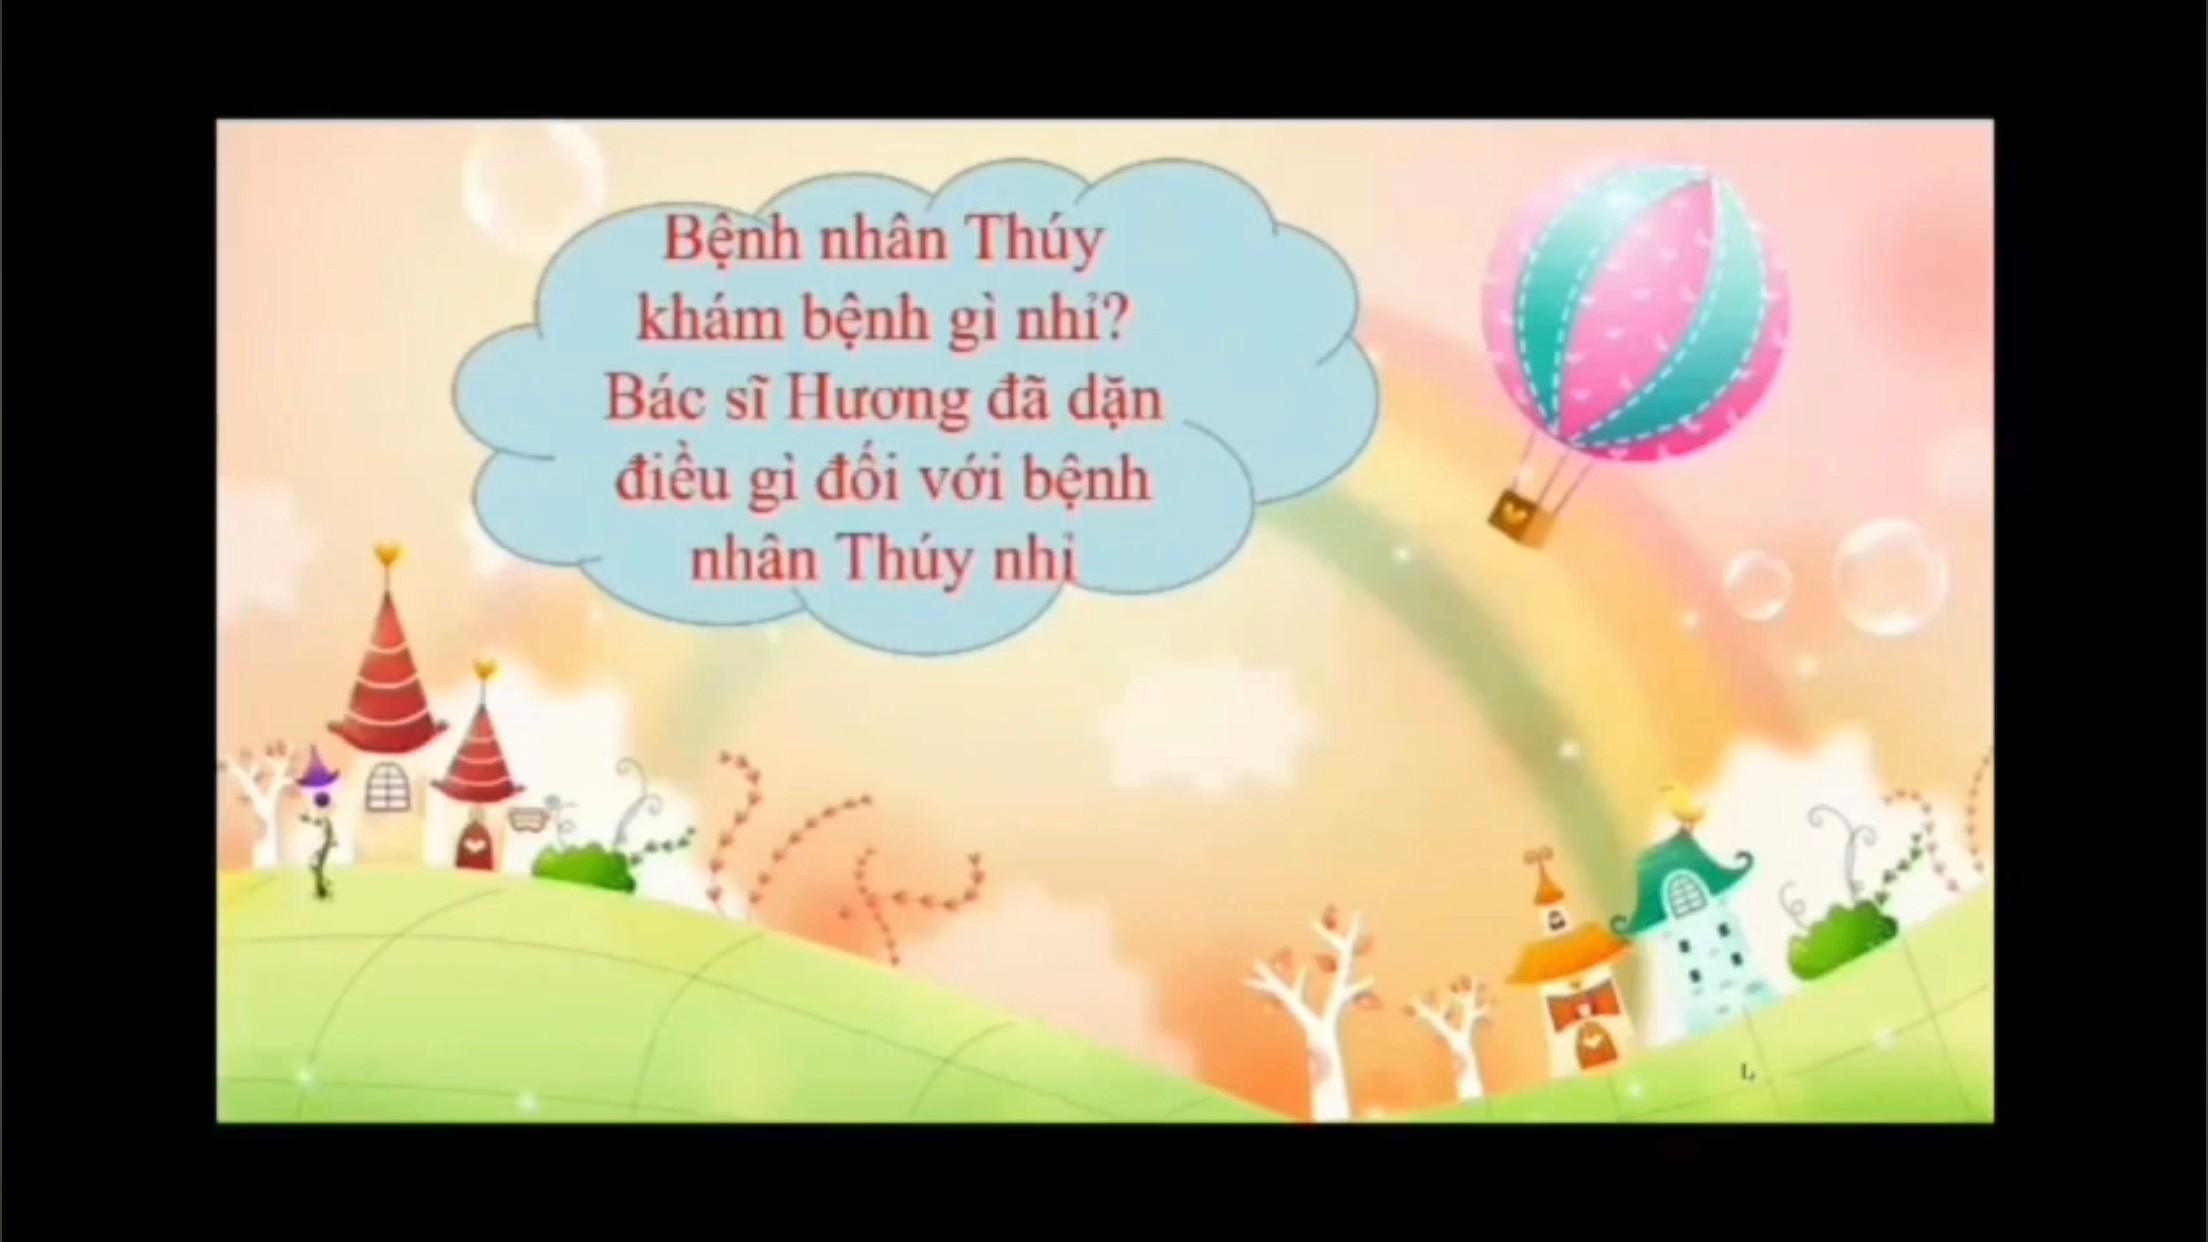 Bệnh nhân Thúy
khám bệnh gì nhỉ?
Bác sĩ Hương đã dặn
điều gì đối với bệnh
nhân Thúy nhỉ